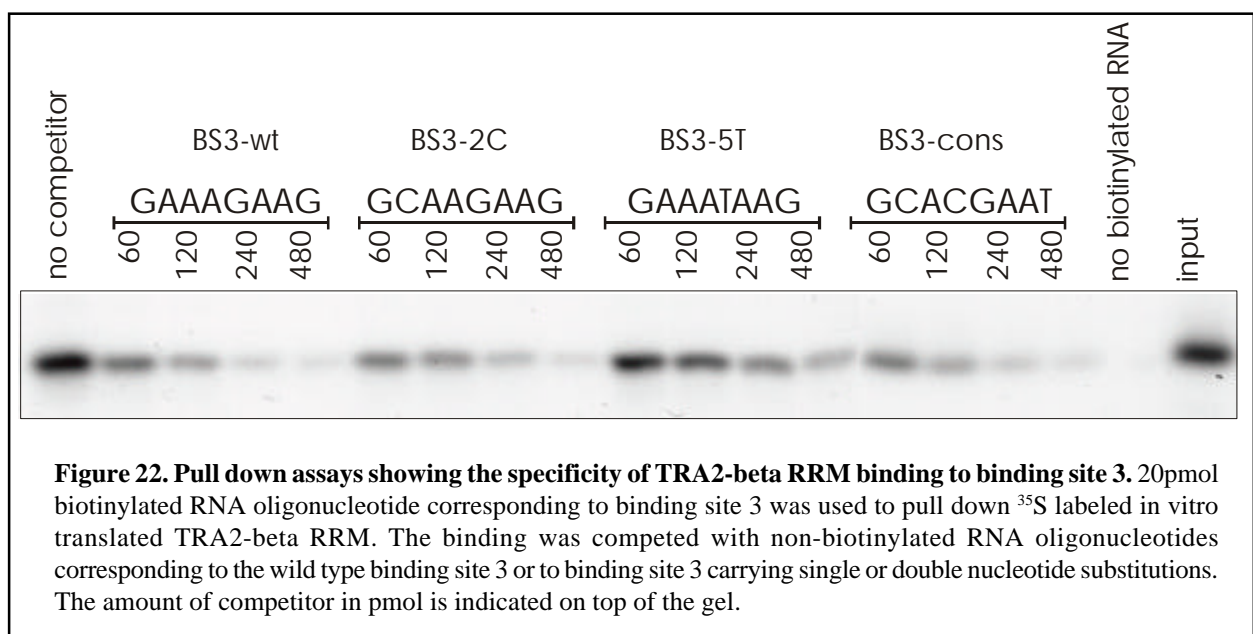 no competitor
BS3-wt
BS3-2C
BS3-5T
BS3-cons
no biotinylated RNA
input
GAAAGAAG
GCAAGAAG
GAAATAAG
GCACGAAT
60 120 240 480 60 120 240 480 60 120 240 480 60 120 240 480
Figure 22. Pull down assays showing the specificity of TRA2-beta RRM binding to binding site 3. 20pmol
biotinylated RNA oligonucleotide corresponding to binding site 3 was used to pull down ³⁵S labeled in vitro
translated TRA2-beta RRM. The binding was competed with non-biotinylated RNA oligonucleotides
corresponding to the wild type binding site 3 or to binding site 3 carrying single or double nucleotide substitutions.
The amount of competitor in pmol is indicated on top of the gel.